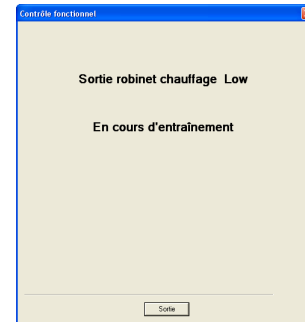 Contrôle fonctionnel
Sortie robinet chauffage Low
En cours d'entraînement
Sortie